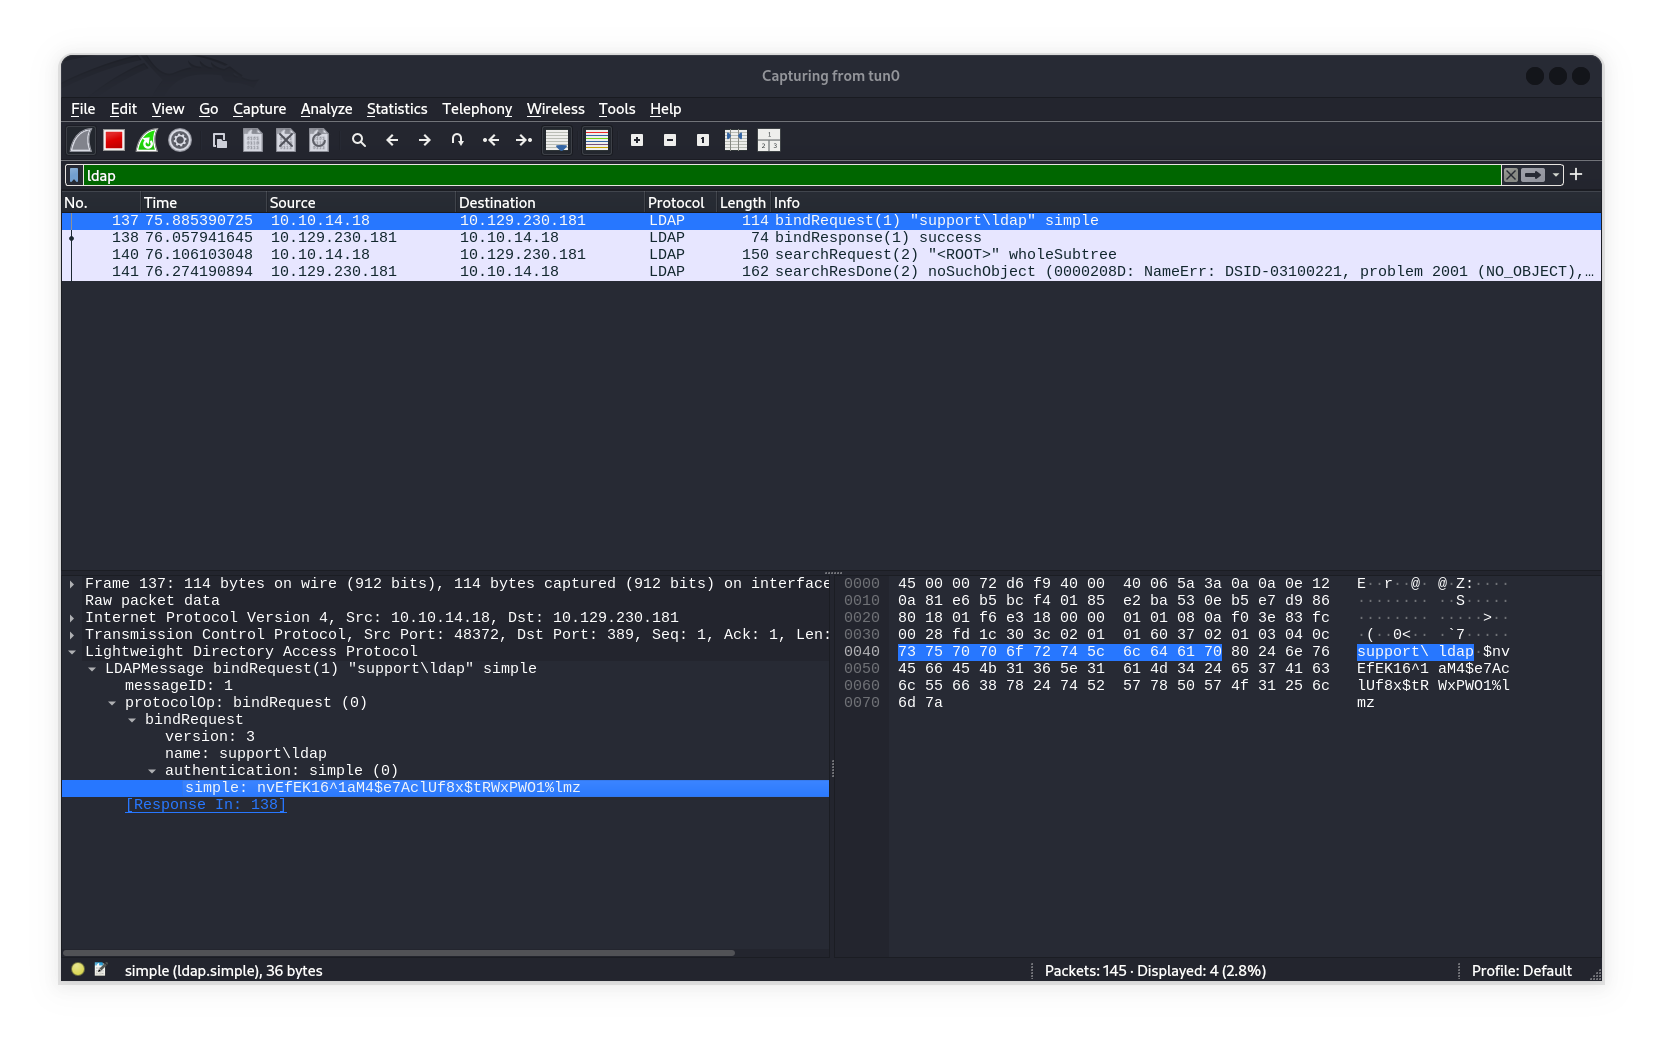 Capturing from tun0
File Edit View Go Capture Analyze Statistics Telephony Wireless Tools Help
ldap
No. Time Source Destination Protocol Length Info
137 75.885390725 10.10.14.18 10.129.230.181 LDAP 114 bindRequest(1) "support\ldap" simple
138 76.057941645 10.129.230.181 10.10.14.18 LDAP 74 bindResponse(1) success
140 76.106103048 10.10.14.18 10.129.230.181 LDAP 150 searchRequest(2) "<ROOT>" wholeSubtree
141 76.274190894 10.129.230.181 10.10.14.18 LDAP 162 searchResDone(2) noSuchObject (0000208D: NameErr: DSID-03100221, problem 2001 (NO_OBJECT),…
Frame 137: 114 bytes on wire (912 bits), 114 bytes captured (912 bits) on interface
Raw packet data
Internet Protocol Version 4, Src: 10.10.14.18, Dst: 10.129.230.181
Transmission Control Protocol, Src Port: 48372, Dst Port: 389, Seq: 1, Ack: 1, Len:
Lightweight Directory Access Protocol
LDAPMessage bindRequest(1) "support\ldap" simple
messageID: 1
protocolOp: bindRequest (0)
bindRequest
version: 3
name: support\ldap
authentication: simple (0)
simple: nvEfEK16^1aM4$e7AclUf8x$tRWxPWO1%lmz
[Response In: 138]
0000 45 00 00 72 d6 f9 40 00 40 06 5a 3a 0a 0a 0e 12 E··r··@· @·Z:····
0010 0a 81 e6 b5 bc f4 01 85 e2 ba 53 0e b5 e7 d9 86 ········ ··S·····
0020 80 18 01 f6 e3 18 00 00 01 01 08 0a f0 3e 83 fc ········ ·····>··
0030 00 28 fd 1c 30 3c 02 01 01 60 37 02 01 03 04 0c ·(··0<·· ·`7·····
0040 73 75 70 70 6f 72 74 5c 6c 64 61 70 80 24 6e 76 support\ ldap·$nv
0050 45 66 45 4b 31 36 5e 31 61 4d 34 24 65 37 41 63 EfEK16^1 aM4$e7Ac
0060 6c 55 66 38 78 24 74 52 57 78 50 57 4f 31 25 6c lUf8x$tR WxPWO1%l
0070 6d 7a mz
simple (ldap.simple), 36 bytes
Packets: 145 · Displayed: 4 (2.8%)
Profile: Default